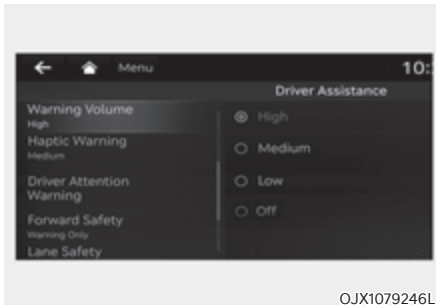 Menu
10:
Driver Assistance
Warning Volume
High
Haptic Warning
Medium
Driver Attention
Warning
Forward Safety
Warning Only
Lane Safety
High
Medium
Low
Off
OJX1079246L